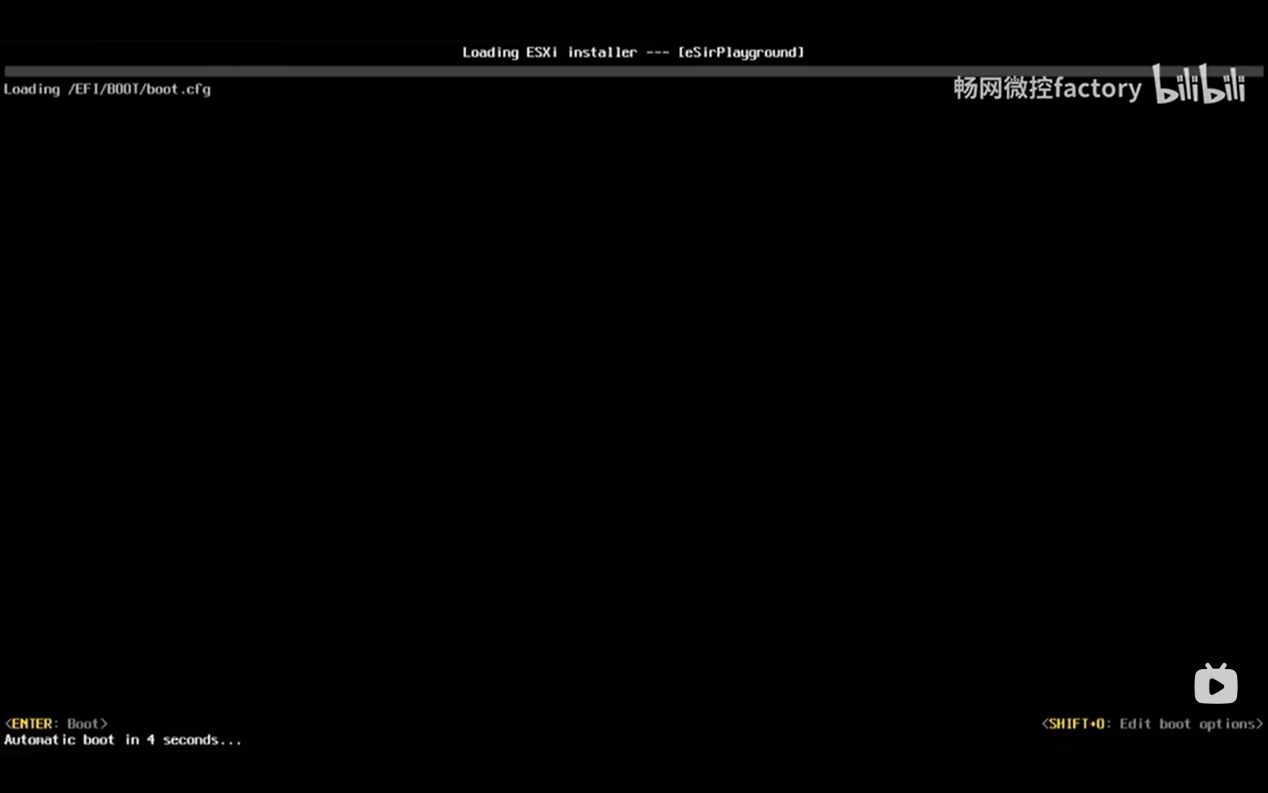 Loading ESXi installer --- [eSirPlayground]
Loading /EFI/BOOT/boot.cfg
畅网微控factory bilibili
<ENTER: Boot>
<SHIFT+O: Edit boot options>
Automatic boot in 4 seconds...